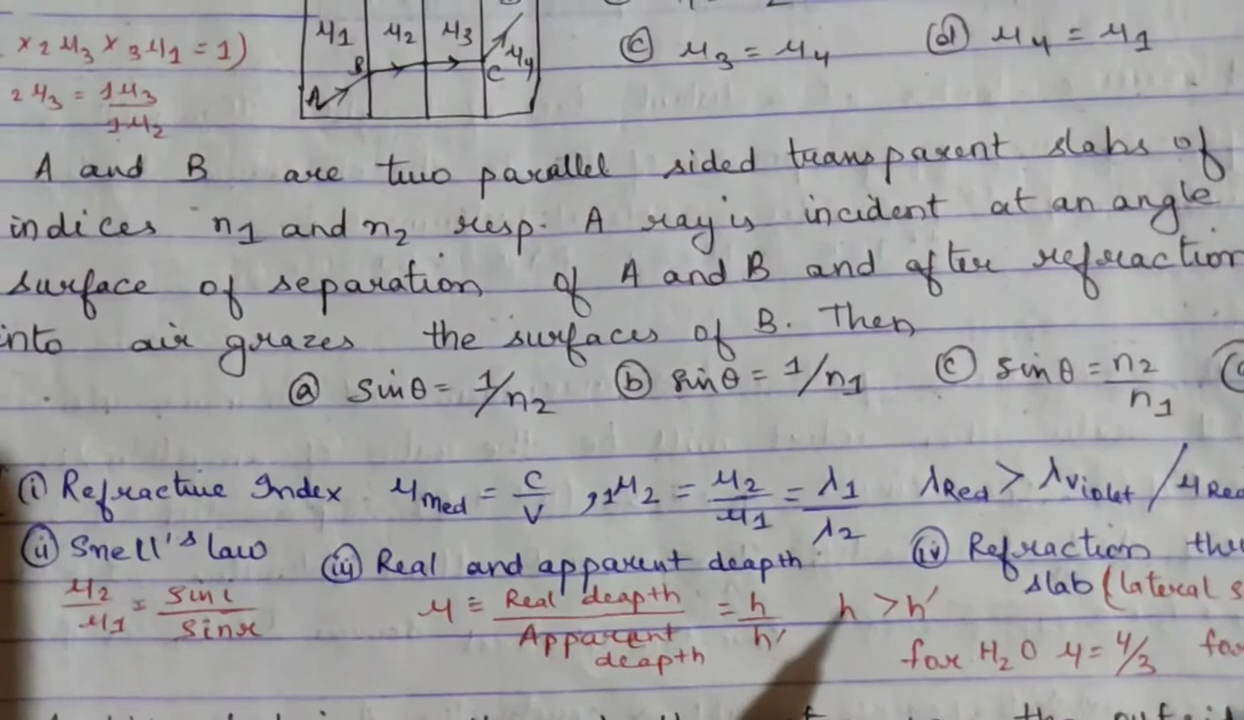 ×2μ3 × 3μ1 = 1)
2μ3 = 1μ3/1μ2
μ1 μ2 μ3 μ4
A B C
(c) μ3 = μ4 (d) μ4 = μ1
A and B are two parallel sided transparent slabs of
indices n1 and n2 resp. A ray is incident at an angle
surface of separation of A and B and after refraction
into air grazes the surfaces of B. Then
(a) sinθ = 1/n2 (b) sinθ = 1/n1 (c) sinθ = n2/n1
(i) Refractive Index μmed = c/v , 1μ2 = μ2/μ1 = λ1/λ2 λRed > λviolet / μRed
(ii) Snell's law (iii) Real and apparent deapth (iv) Refraction
μ2/μ1 = sini/sinr μ = Real deapth/Apparent deapth = h/h' h > h' slab (lateral
for H2O μ = 4/3